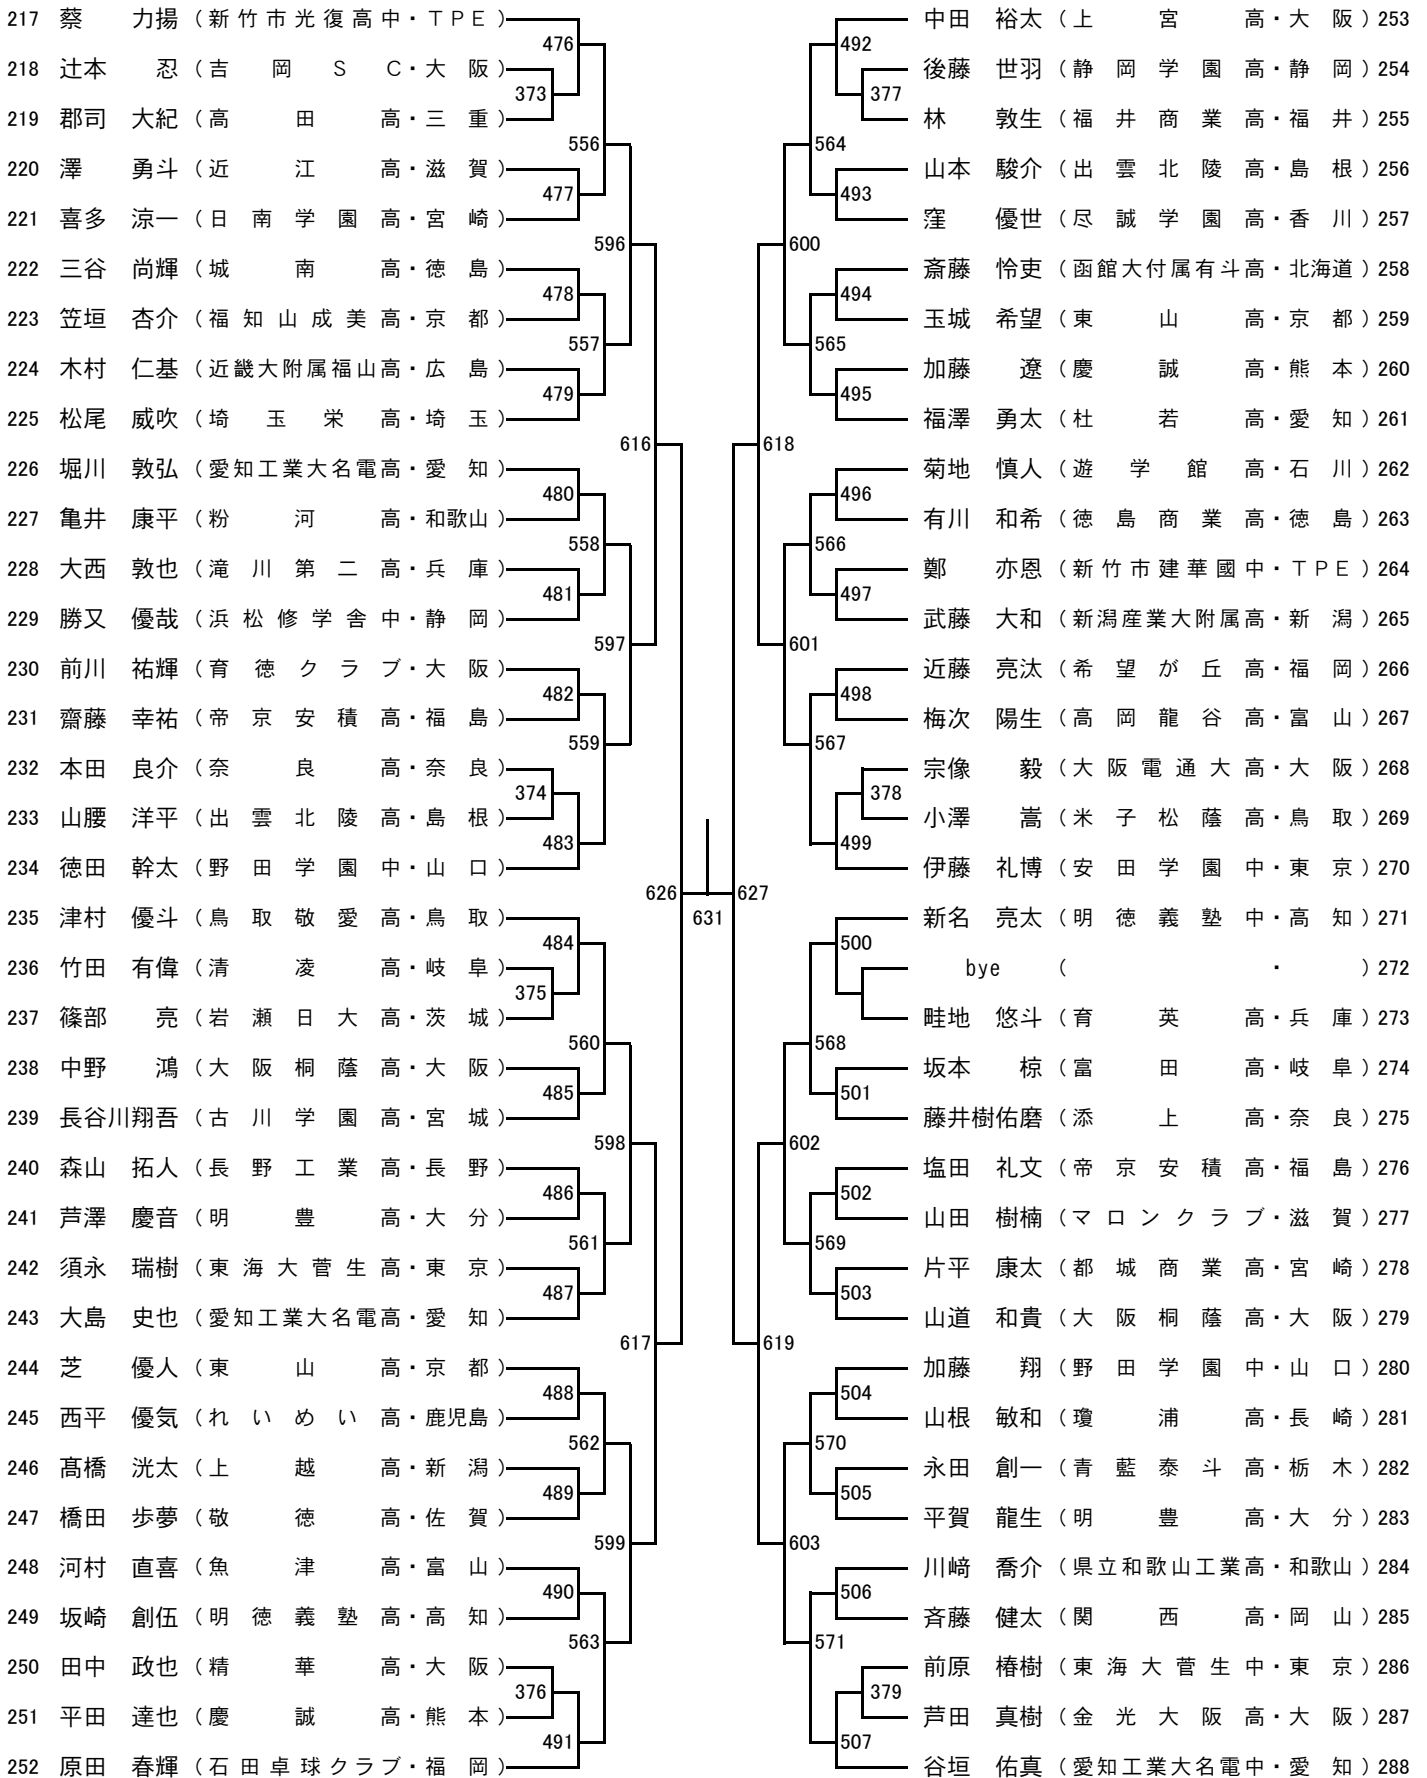 217 蔡 力揚 (新竹市光復高中・TPE)
218 辻本 忍 (吉岡SC・大阪)
219 郡司 大紀 (高田高・三重)
220 澤 勇斗 (近江高・滋賀)
221 喜多 涼一 (日南学園高・宮崎)
222 三谷 尚輝 (城南高・徳島)
223 笠垣 杏介 (福知山成美高・京都)
224 木村 仁基 (近畿大附属福山高・広島)
225 松尾 威吹 (埼玉栄高・埼玉)
226 堀川 敦弘 (愛知工業大名電高・愛知)
227 亀井 康平 (粉河高・和歌山)
228 大西 敦也 (滝川第二高・兵庫)
229 勝又 優哉 (浜松修学舎中・静岡)
230 前川 祐輝 (育徳クラブ・大阪)
231 齋藤 幸祐 (帝京安積高・福島)
232 本田 良介 (奈良高・奈良)
233 山腰 洋平 (出雲北陵高・島根)
234 徳田 幹太 (野田学園中・山口)
235 津村 優斗 (鳥取敬愛高・鳥取)
236 竹田 有偉 (清凌高・岐阜)
237 篠部 亮 (岩瀬日大高・茨城)
238 中野 鴻 (大阪桐蔭高・大阪)
239 長谷川翔吾 (古川学園高・宮城)
240 森山 拓人 (長野工業高・長野)
241 芦澤 慶音 (明豊高・大分)
242 須永 瑞樹 (東海大菅生高・東京)
243 大島 史也 (愛知工業大名電高・愛知)
244 芝 優人 (東山高・京都)
245 西平 優気 (れいめい高・鹿児島)
246 髙橋 洸太 (上越高・新潟)
247 橋田 歩夢 (敬徳高・佐賀)
248 河村 直喜 (魚津高・富山)
249 坂崎 創伍 (明徳義塾高・高知)
250 田中 政也 (精華高・大阪)
251 平田 達也 (慶誠高・熊本)
252 原田 春輝 (石田卓球クラブ・福岡)
373
374
375
376
476
477
478
479
480
481
482
483
484
485
486
487
488
489
490
491
556
557
558
559
560
561
562
563
596
597
598
599
616
617
626
631
627
618
619
600
601
602
603
564
565
566
567
568
569
570
571
492
493
494
495
496
497
498
499
500
501
502
503
504
505
506
507
377
378
379
中田 裕太 (上宮高・大阪) 253
後藤 世羽 (静岡学園高・静岡) 254
林 敦生 (福井商業高・福井) 255
山本 駿介 (出雲北陵高・島根) 256
窪 優世 (尽誠学園高・香川) 257
斎藤 怜吏 (函館大付属有斗高・北海道) 258
玉城 希望 (東山高・京都) 259
加藤 遼 (慶誠高・熊本) 260
福澤 勇太 (杜若高・愛知) 261
菊地 慎人 (遊学館高・石川) 262
有川 和希 (徳島商業高・徳島) 263
鄭 亦恩 (新竹市建華國中・TPE) 264
武藤 大和 (新潟産業大附属高・新潟) 265
近藤 亮汰 (希望が丘高・福岡) 266
梅次 陽生 (高岡龍谷高・富山) 267
宗像 毅 (大阪電通大高・大阪) 268
小澤 嵩 (米子松蔭高・鳥取) 269
伊藤 礼博 (安田学園中・東京) 270
新名 亮太 (明徳義塾中・高知) 271
bye ( ・ ) 272
畦地 悠斗 (育英高・兵庫) 273
坂本 椋 (富田高・岐阜) 274
藤井樹佑磨 (添上高・奈良) 275
塩田 礼文 (帝京安積高・福島) 276
山田 樹楠 (マロンクラブ・滋賀) 277
片平 康太 (都城商業高・宮崎) 278
山道 和貴 (大阪桐蔭高・大阪) 279
加藤 翔 (野田学園中・山口) 280
山根 敏和 (瓊浦高・長崎) 281
永田 創一 (青藍泰斗高・栃木) 282
平賀 龍生 (明豊高・大分) 283
川﨑 喬介 (県立和歌山工業高・和歌山) 284
斉藤 健太 (関西高・岡山) 285
前原 椿樹 (東海大菅生中・東京) 286
芦田 真樹 (金光大阪高・大阪) 287
谷垣 佑真 (愛知工業大名電中・愛知) 288